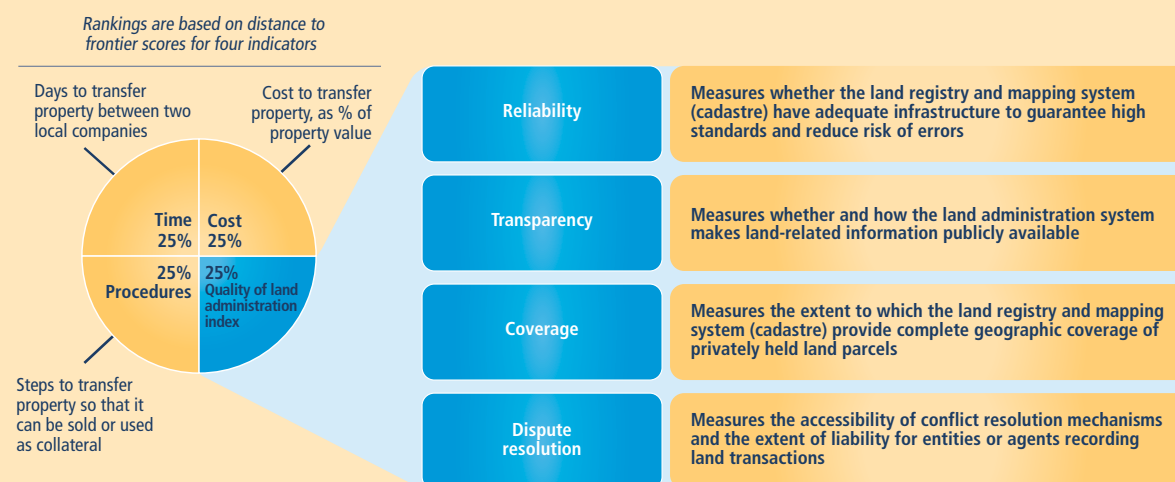 Rankings are based on distance to
frontier scores for four indicators
Days to transfer
property between two
local companies
Cost to transfer
property, as % of
property value
Time
25%
Cost
25%
25%
Procedures
25%
Quality of land
administration
index
Steps to transfer
property so that it
can be sold or used
as collateral
Reliability
Measures whether the land registry and mapping system
(cadastre) have adequate infrastructure to guarantee high
standards and reduce risk of errors
Transparency
Measures whether and how the land administration system
makes land-related information publicly available
Coverage
Measures the extent to which the land registry and mapping
system (cadastre) provide complete geographic coverage of
privately held land parcels
Dispute
resolution
Measures the accessibility of conflict resolution mechanisms
and the extent of liability for entities or agents recording
land transactions